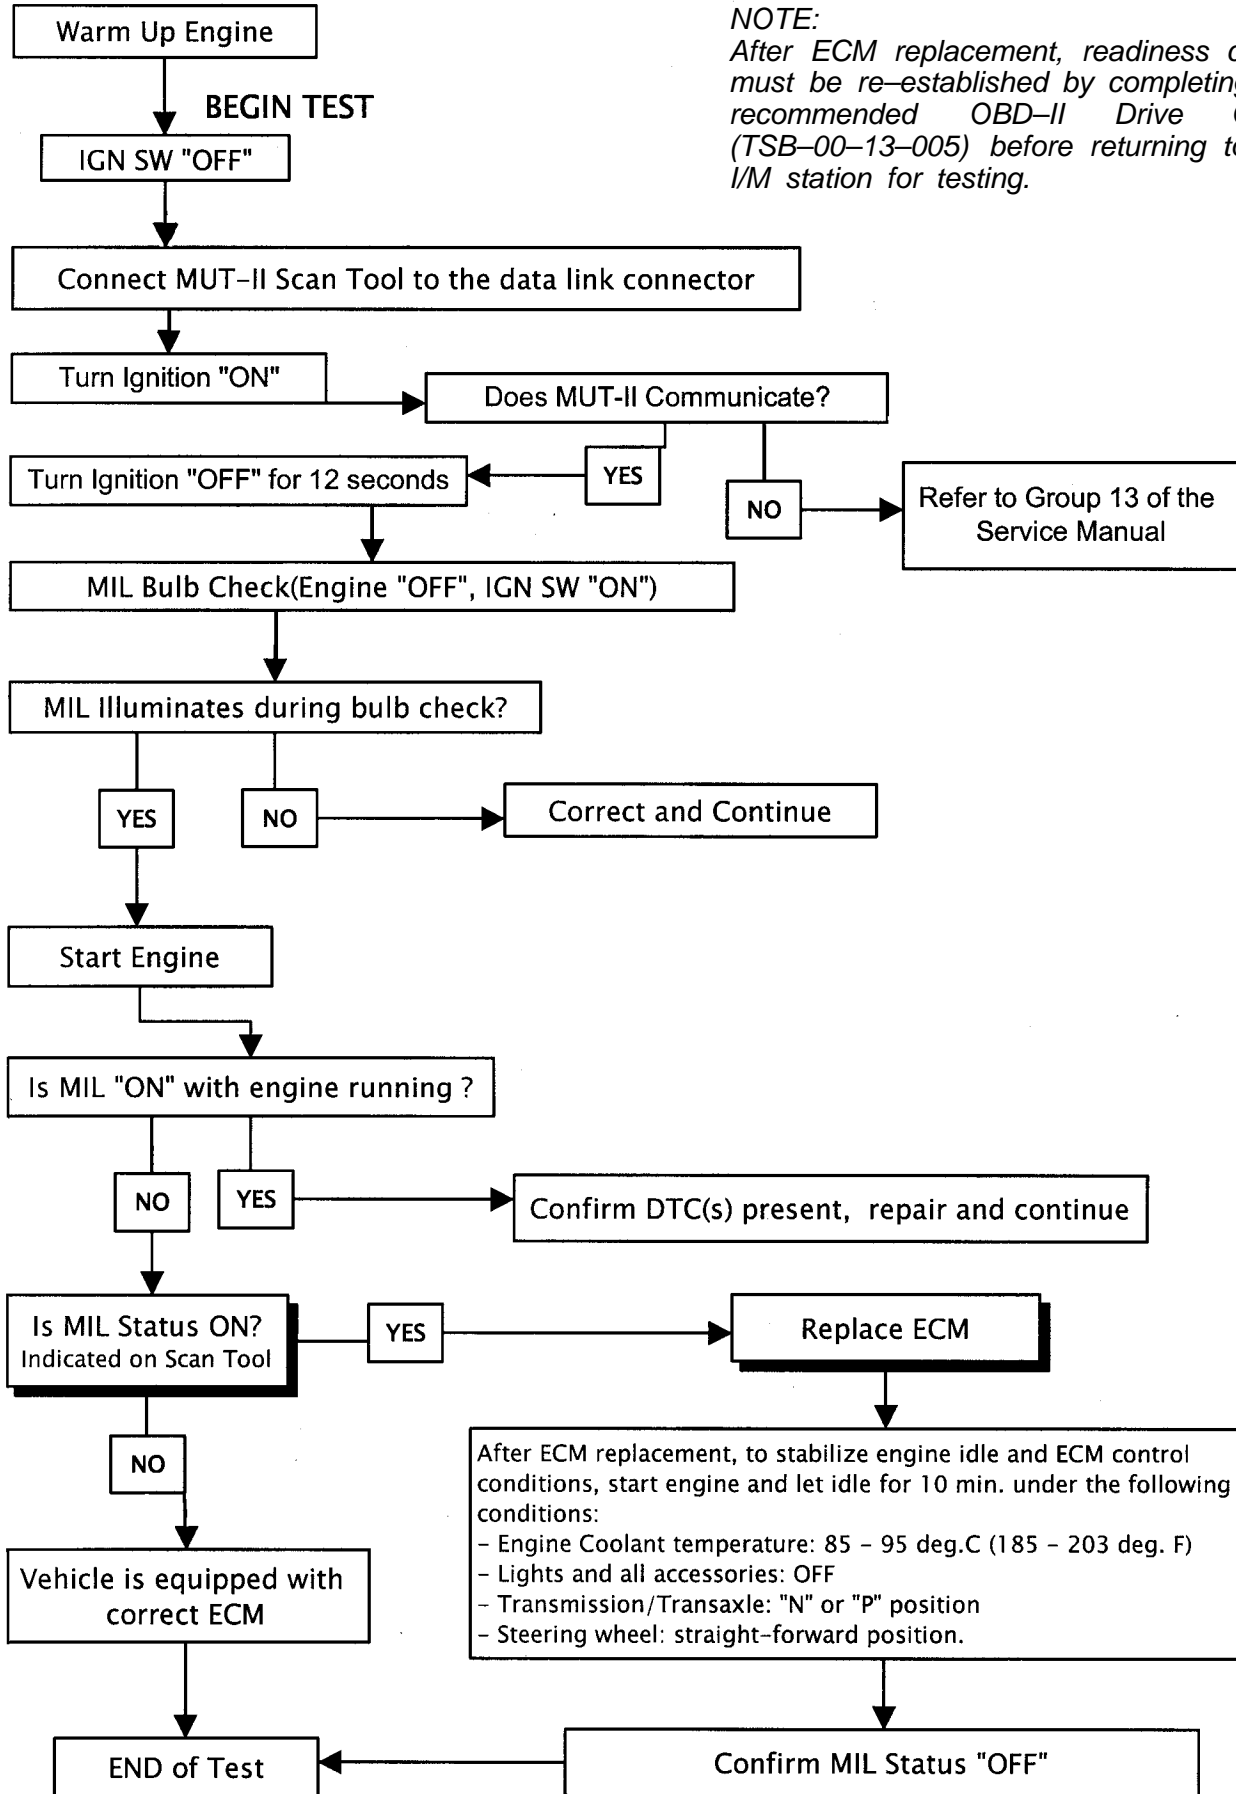 Warm Up Engine
NOTE:
After ECM replacement, readiness
must be re–established by completing
recommended OBD–II Drive
(TSB–00–13–005) before returning to
I/M station for testing.
BEGIN TEST
IGN SW "OFF"
Connect MUT–II Scan Tool to the data link connector
Turn Ignition "ON"
Does MUT-II Communicate?
Turn Ignition "OFF" for 12 seconds
YES
NO
Refer to Group 13 of the
Service Manual
MIL Bulb Check(Engine "OFF", IGN SW "ON")
MIL Illuminates during bulb check?
YES
NO
Correct and Continue
Start Engine
Is MIL "ON" with engine running ?
NO
YES
Confirm DTC(s) present, repair and continue
Is MIL Status ON?
Indicated on Scan Tool
YES
Replace ECM
NO
After ECM replacement, to stabilize engine idle and ECM control
conditions, start engine and let idle for 10 min. under the following
conditions:
– Engine Coolant temperature: 85 – 95 deg.C (185 – 203 deg. F)
– Lights and all accessories: OFF
– Transmission/Transaxle: "N" or "P" position
– Steering wheel: straight–forward position.
Vehicle is equipped with
correct ECM
END of Test
Confirm MIL Status "OFF"